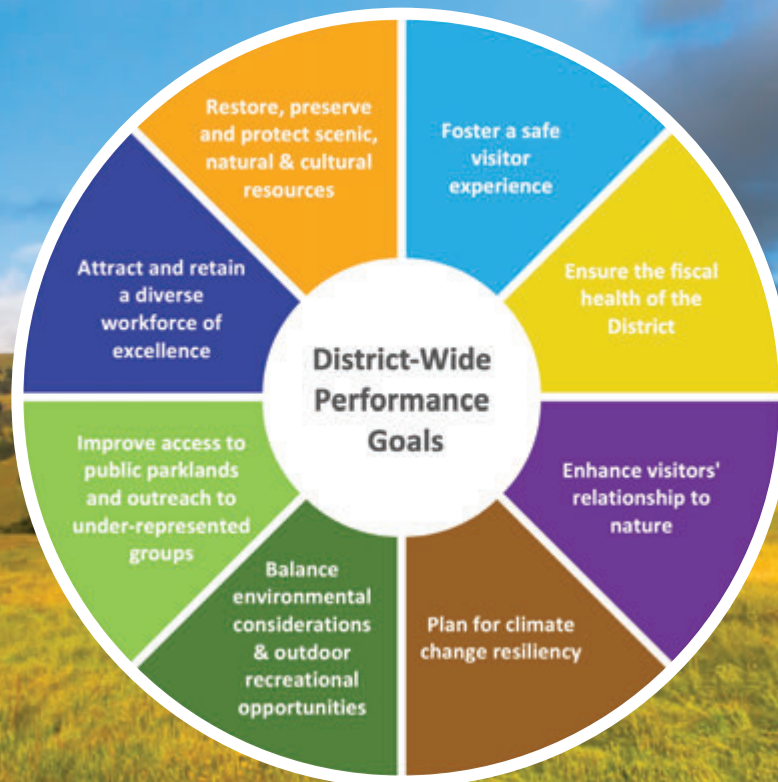 District-Wide
Performance
Goals
Foster a safe
visitor
experience
Ensure the fiscal
health of the
District
Enhance visitors'
relationship to
nature
Plan for climate
change resiliency
Balance
environmental
considerations
& outdoor
recreational
opportunities
Improve access to
public parklands
and outreach to
under-represented
groups
Attract and retain
a diverse
workforce of
excellence
Restore, preserve
and protect scenic,
natural & cultural
resources